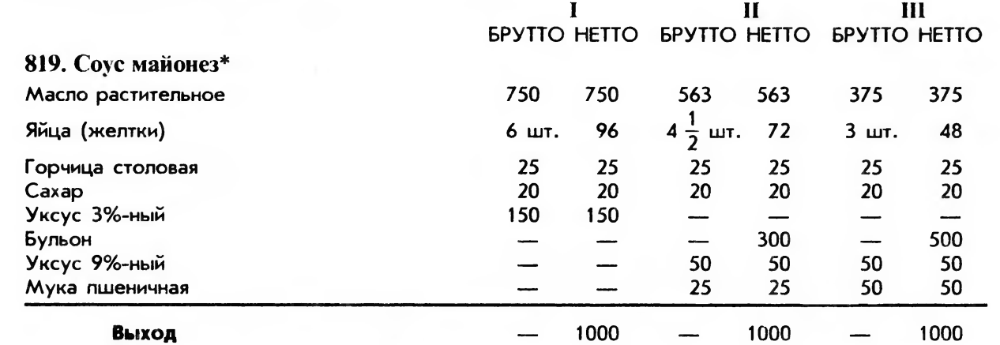 I II III
БРУТТО НЕТТО БРУТТО НЕТТО БРУТТО НЕТТО
819. Соус майонез*
Масло растительное 750 750 563 563 375 375
Яйца (желтки) 6 шт. 96 4 1/2 шт. 72 3 шт. 48
Горчица столовая 25 25 25 25 25 25
Сахар 20 20 20 20 20 20
Уксус 3%-ный 150 150 — — — —
Бульон — — — 300 — 500
Уксус 9%-ный — — 50 50 50 50
Мука пшеничная — — 25 25 50 50
Выход — 1000 — 1000 — 1000